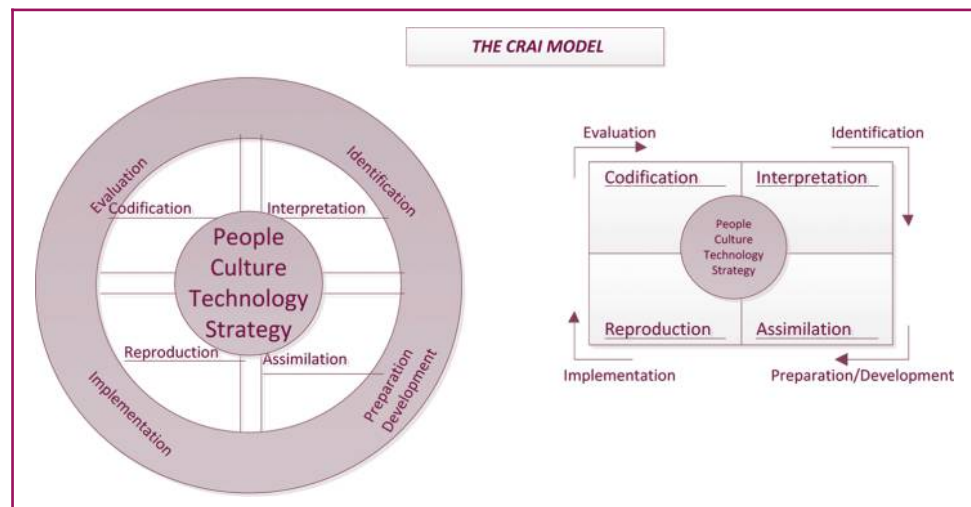 THE CRAI MODEL
Evaluation
Identification
Codification
Interpretation
People
Culture
Technology
Strategy
Reproduction
Assimilation
Implementation
Preparation
Development
Evaluation
Identification
Codification
Interpretation
People
Culture
Technology
Strategy
Reproduction
Assimilation
Implementation
Preparation/Development